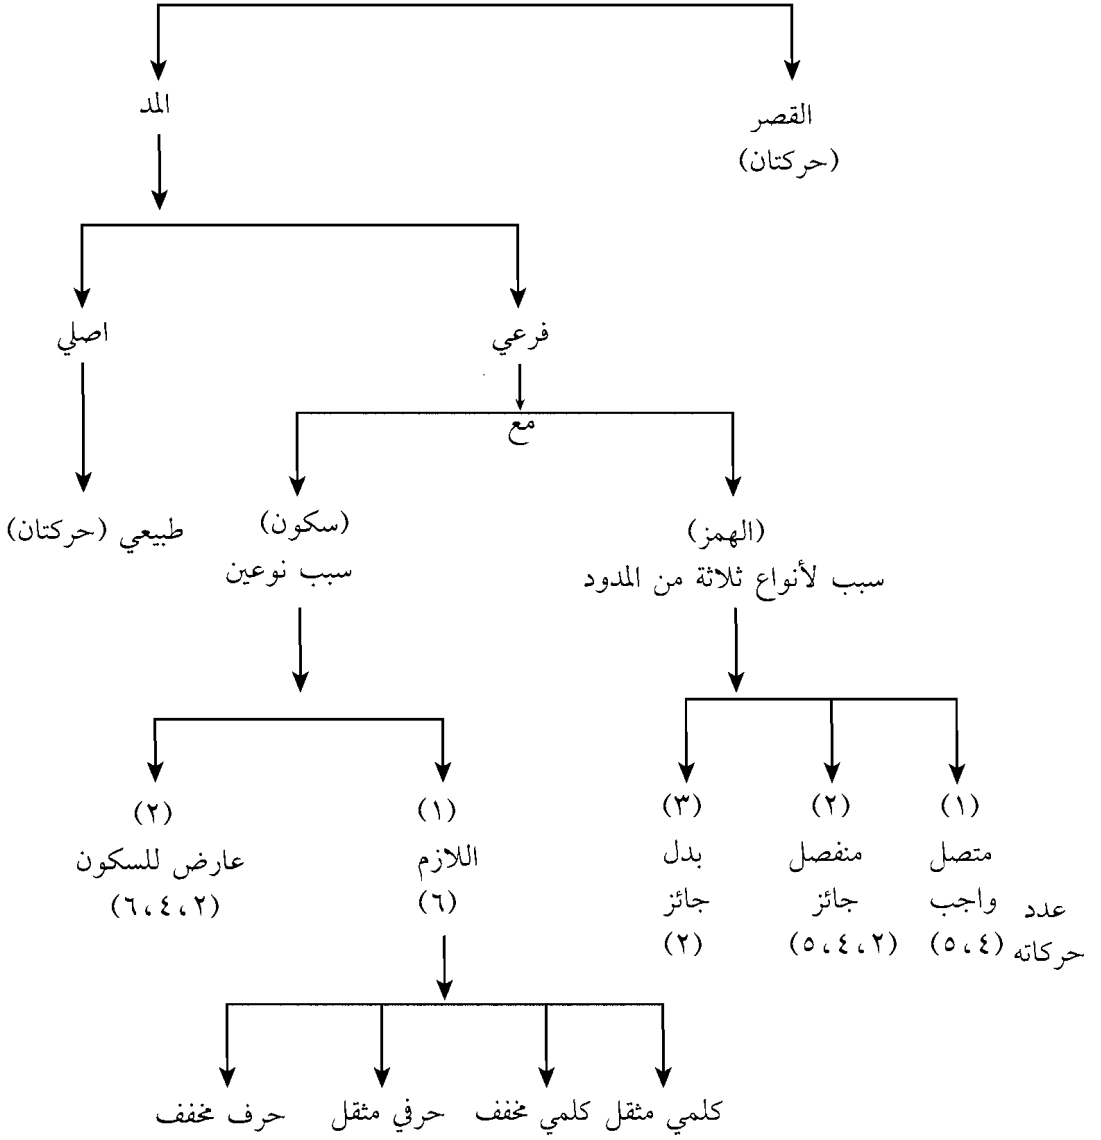 القصر
(حركتان)
المد
فرعي
اصلي
مع
(الهمز)
سبب لأنواع ثلاثة من المدود
(سكون)
سبب نوعين
طبيعي (حركتان)
(١)
متصل
واجب
(٤، ٥)
(٢)
منفصل
جائز
(٢، ٤، ٥)
(٣)
بدل
جائز
(٢)
عدد
حركاته
(١)
اللازم
(٦)
(٢)
عارض للسكون
(٢، ٤، ٦)
كلمي مثقل
كلمي مخفف
حرفي مثقل
حرف مخفف